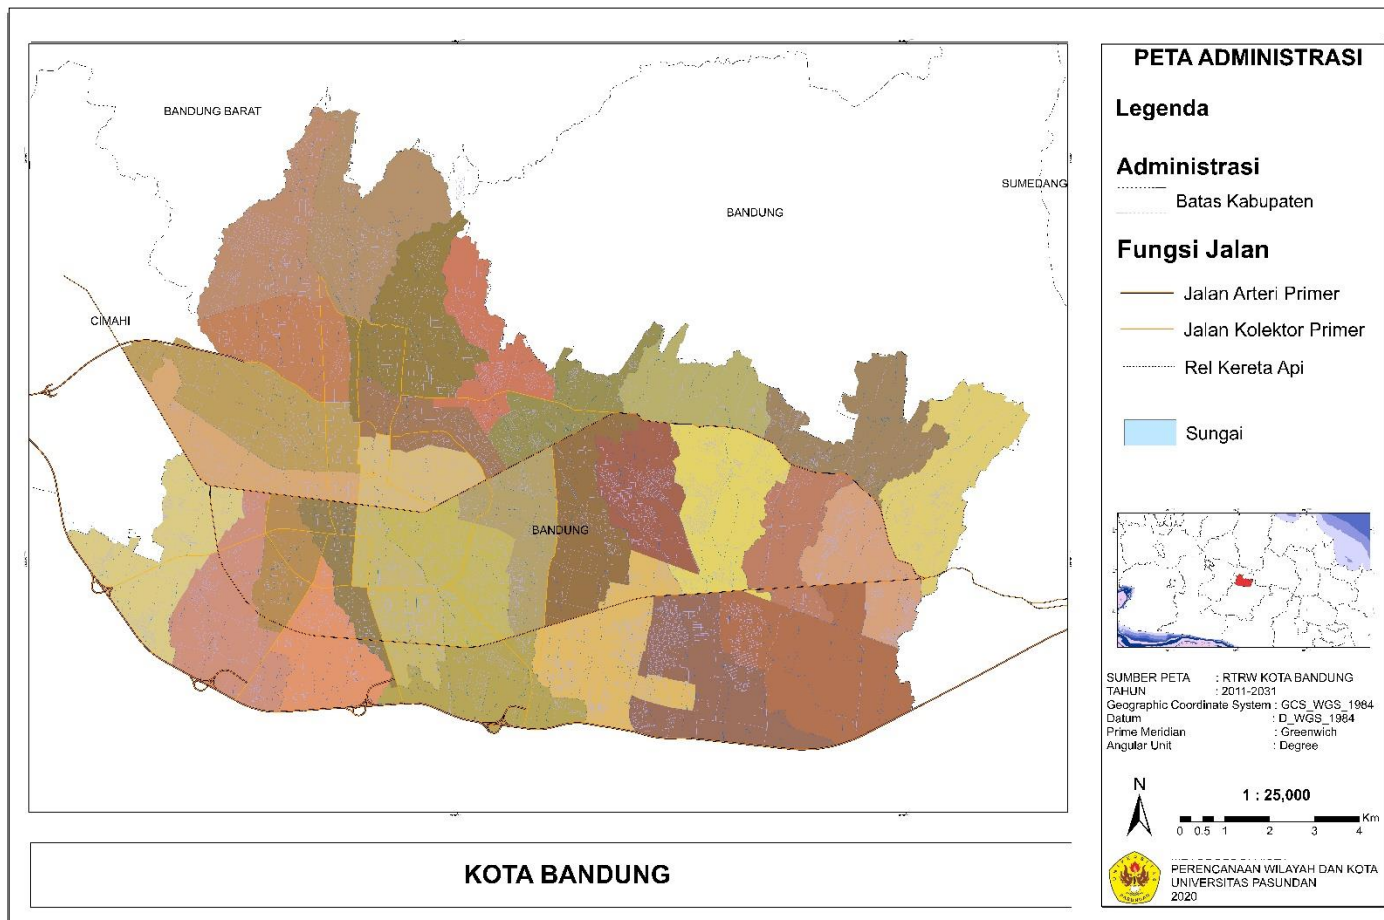 BANDUNG BARAT
SUMEDANG
BANDUNG
CIMAHI
BANDUNG
KOTA BANDUNG
PETA ADMINISTRASI
Legenda
Administrasi
Batas Kabupaten
Fungsi Jalan
Jalan Arteri Primer
Jalan Kolektor Primer
Rel Kereta Api
Sungai
SUMBER PETA : RTRW KOTA BANDUNG
TAHUN : 2011-2031
Geographic Coordinate System : GCS_WGS_1984
Datum : D_WGS_1984
Prime Meridian : Greenwich
Angular Unit : Degree
N
1 : 25,000
Km
0 0.5 1 2 3 4
PERENCANAAN WILAYAH DAN KOTA
UNIVERSITAS PASUNDAN
2020